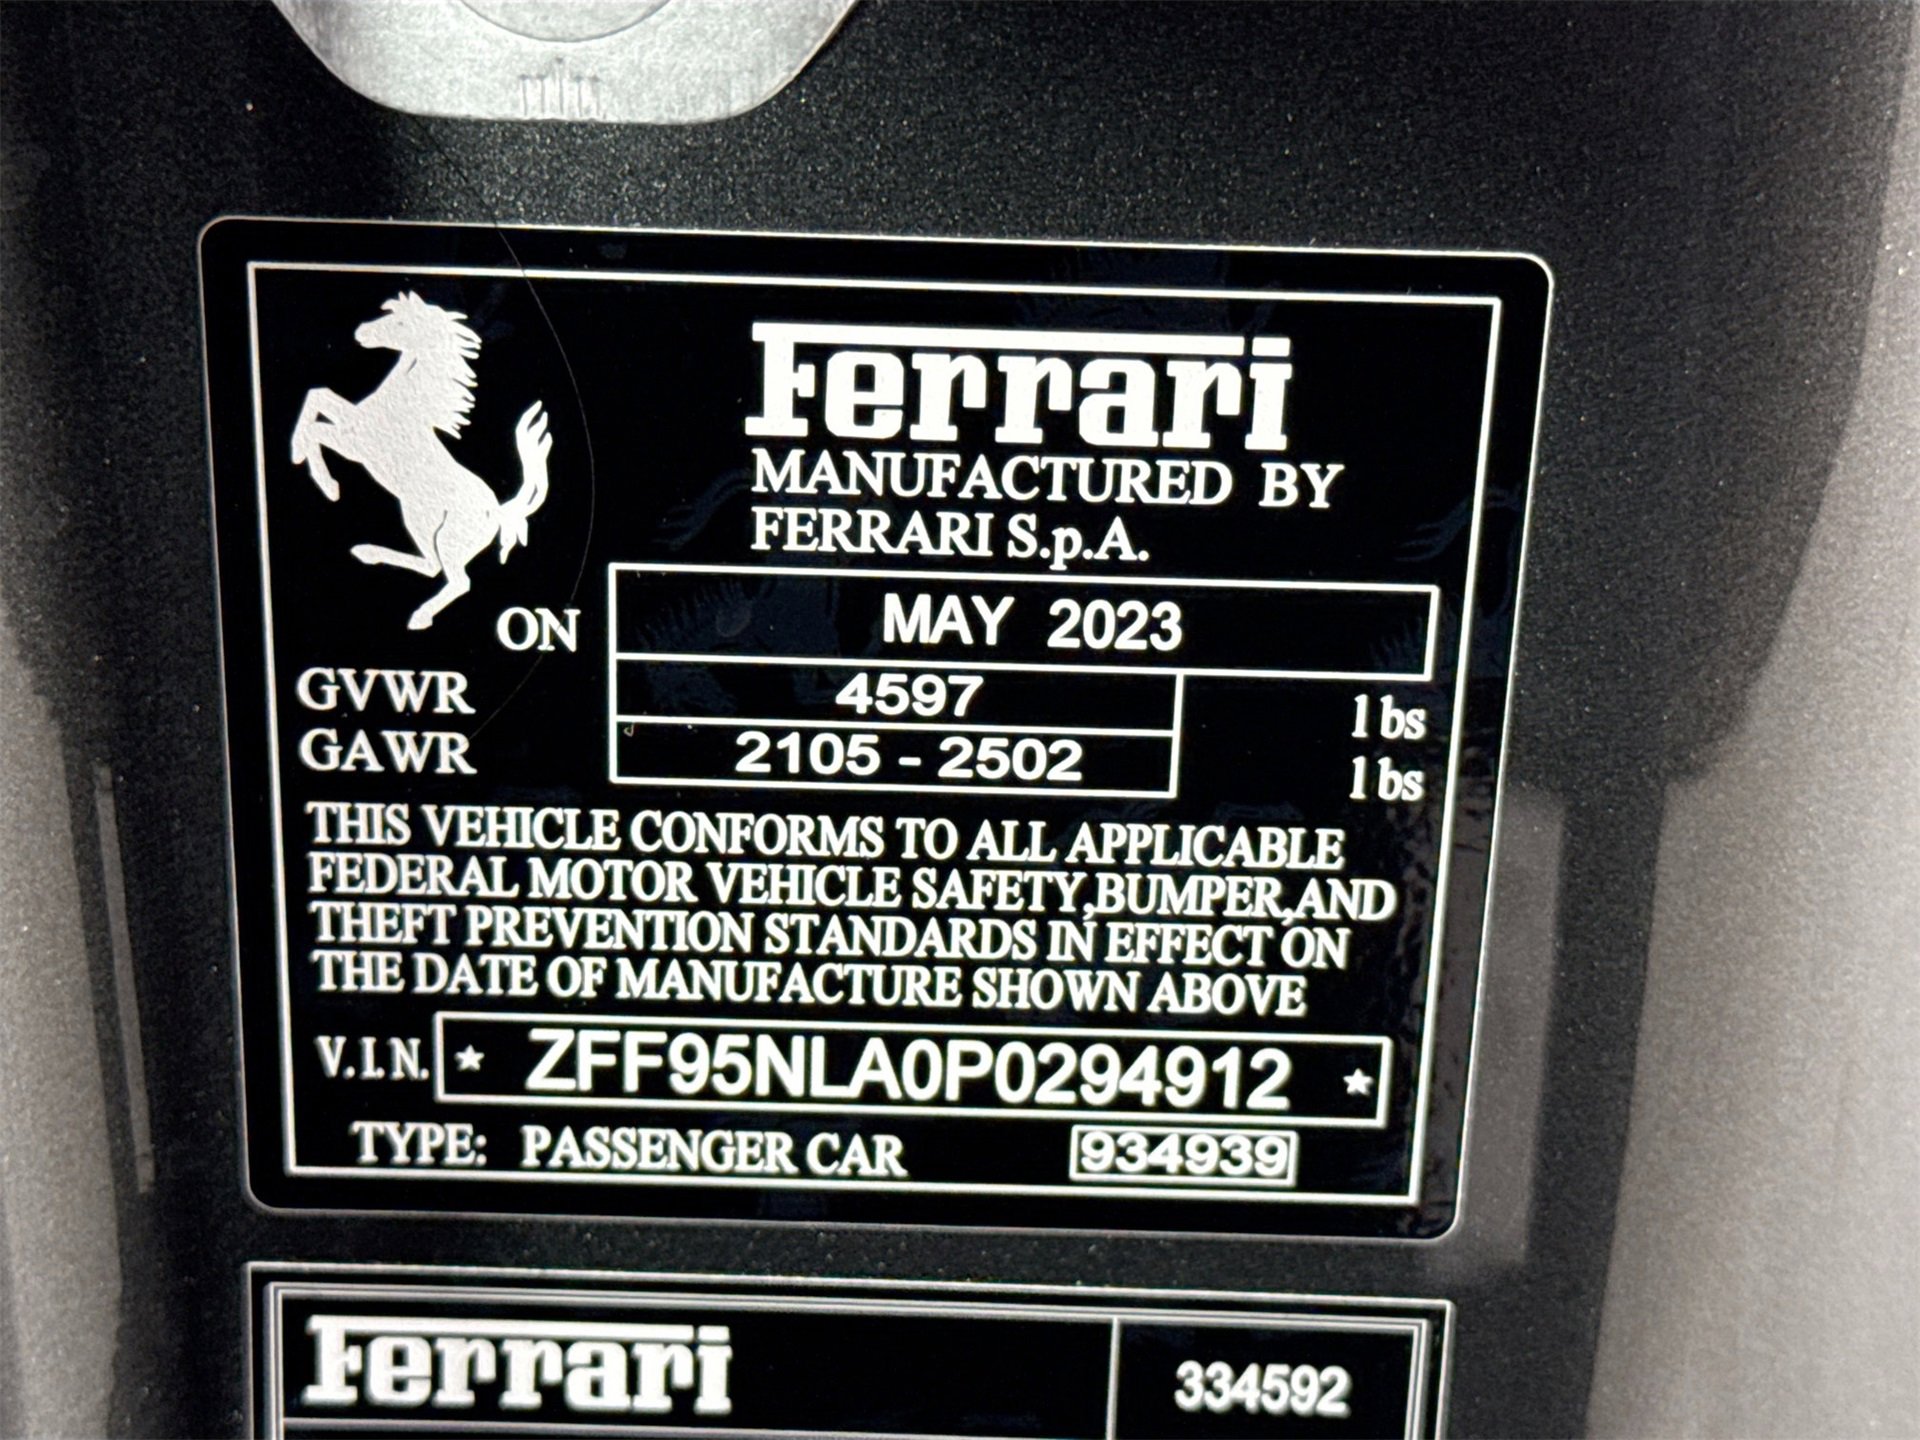 Ferrari
MANUFACTURED BY
FERRARI S.p.A.
ON MAY 2023
GVWR 4597 lbs
GAWR 2105 - 2502 lbs
THIS VEHICLE CONFORMS TO ALL APPLICABLE
FEDERAL MOTOR VEHICLE SAFETY,BUMPER,AND
THEFT PREVENTION STANDARDS IN EFFECT ON
THE DATE OF MANUFACTURE SHOWN ABOVE
V.I.N. ★ ZFF95NLA0P0294912 ★
TYPE: PASSENGER CAR 934939
Ferrari 334592